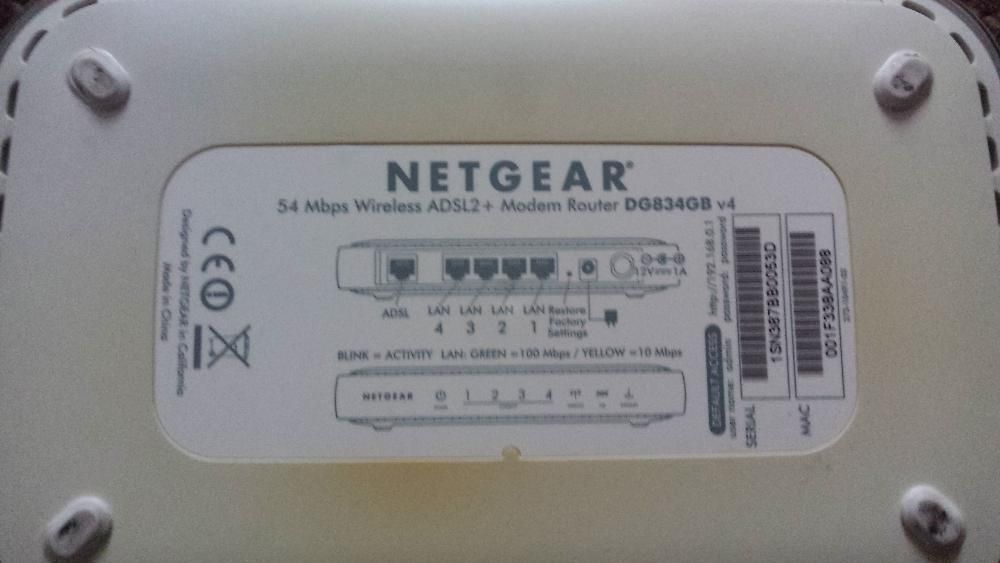 NETGEAR®
54 Mbps Wireless ADSL2+ Modem Router DG834GB v4
Designed by NETGEAR in California
Made in China
CE
12V 1A
ADSL
LAN 4
LAN 3
LAN 2
LAN 1
Restore Factory Settings
BLINK = ACTIVITY LAN: GREEN = 100 Mbps / YELLOW = 10 Mbps
NETGEAR 1 2 3 4
DEFAULT ACCESS http://192.168.0.1
user name: admin password: password
SERIAL
1SN387BB0053D
MAC
001F338AA088